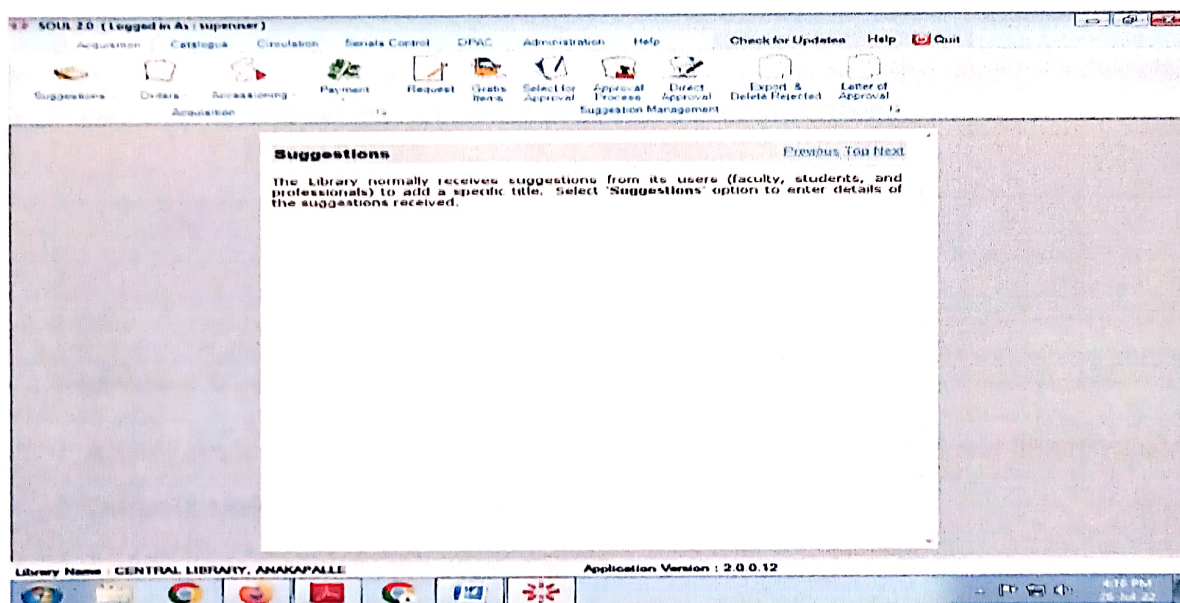 SOUL 2.0 (Logged in As : superuser)
Acquisition Catalogue Circulation Serials Control OPAC Administration Help Check for Updates Help Quit
Suggestions Orders Accessioning Payment Request Gratis Items Select for Approval Approval Process Direct Approval Export & Delete Rejected Letter of Approval
Acquisition Suggestion Management
Suggestions Previous Top Next
The Library normally receives suggestions from its users (faculty, students, and
professionals) to add a specific title. Select 'Suggestions' option to enter details of
the suggestions received.
Library Name : CENTRAL LIBRARY, ANAKAPALLE Application Version : 2.0.0.12
4:16 PM
26 Jul 22